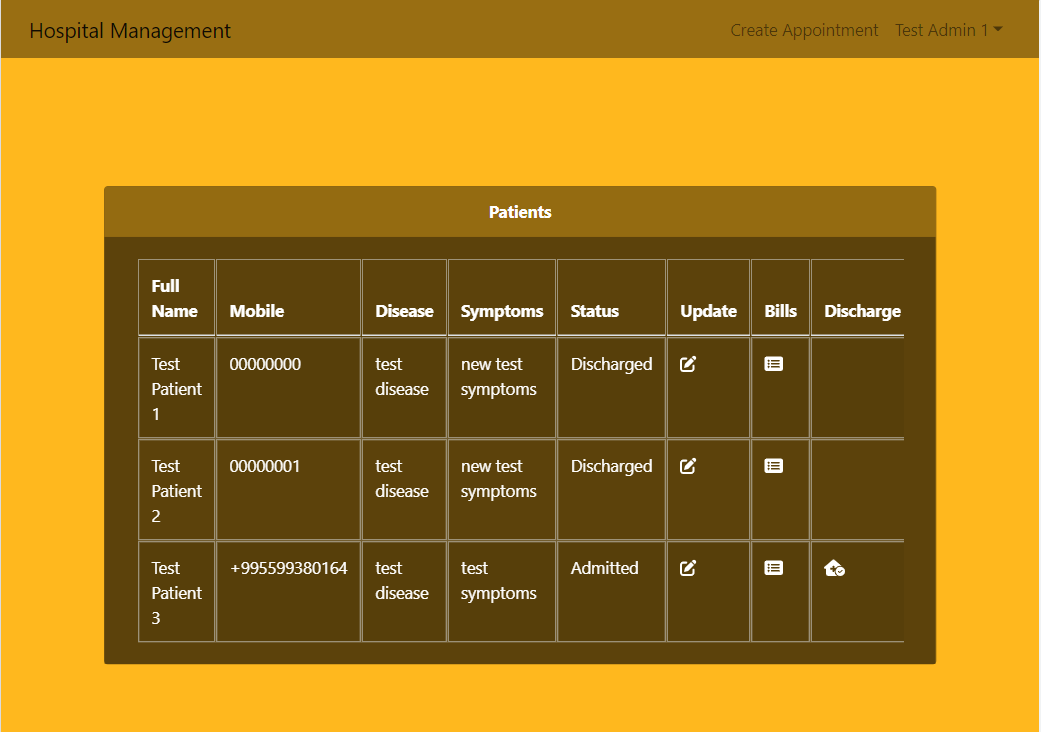 Hospital Management
Create Appointment Test Admin 1
Patients
Full Name Mobile Disease Symptoms Status Update Bills Discharge
Test Patient 1 00000000 test disease new test symptoms Discharged
Test Patient 2 00000001 test disease new test symptoms Discharged
Test Patient 3 +995599380164 test disease test symptoms Admitted